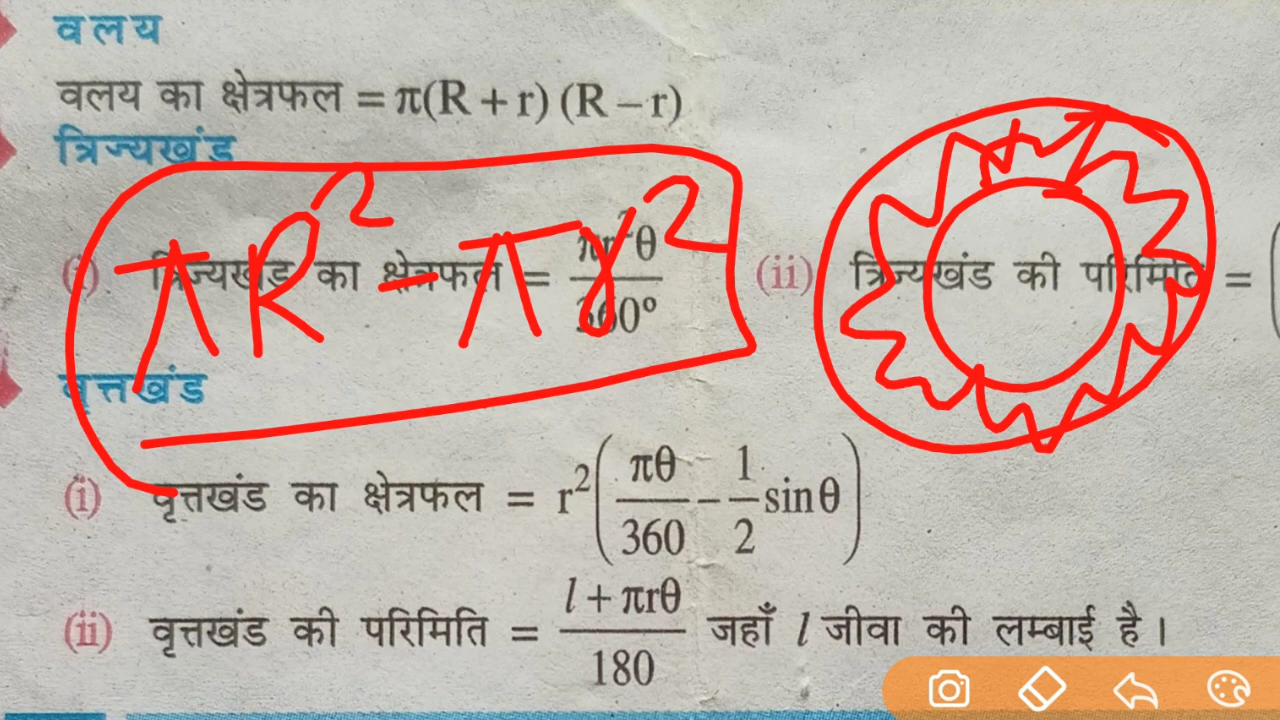 वलय
वलय का क्षेत्रफल = π(R + r) (R – r)
त्रिज्यखंड
πR² - πr²
(i) त्रिज्यखंड का क्षेत्रफल = πr²θ / 360°
(ii) त्रिज्यखंड की परिमिति = (
वृत्तखंड
(i) वृत्तखंड का क्षेत्रफल = r² (πθ/360 – 1/2 sinθ)
(ii) वृत्तखंड की परिमिति = l + πrθ / 180 जहाँ l जीवा की लम्बाई है।